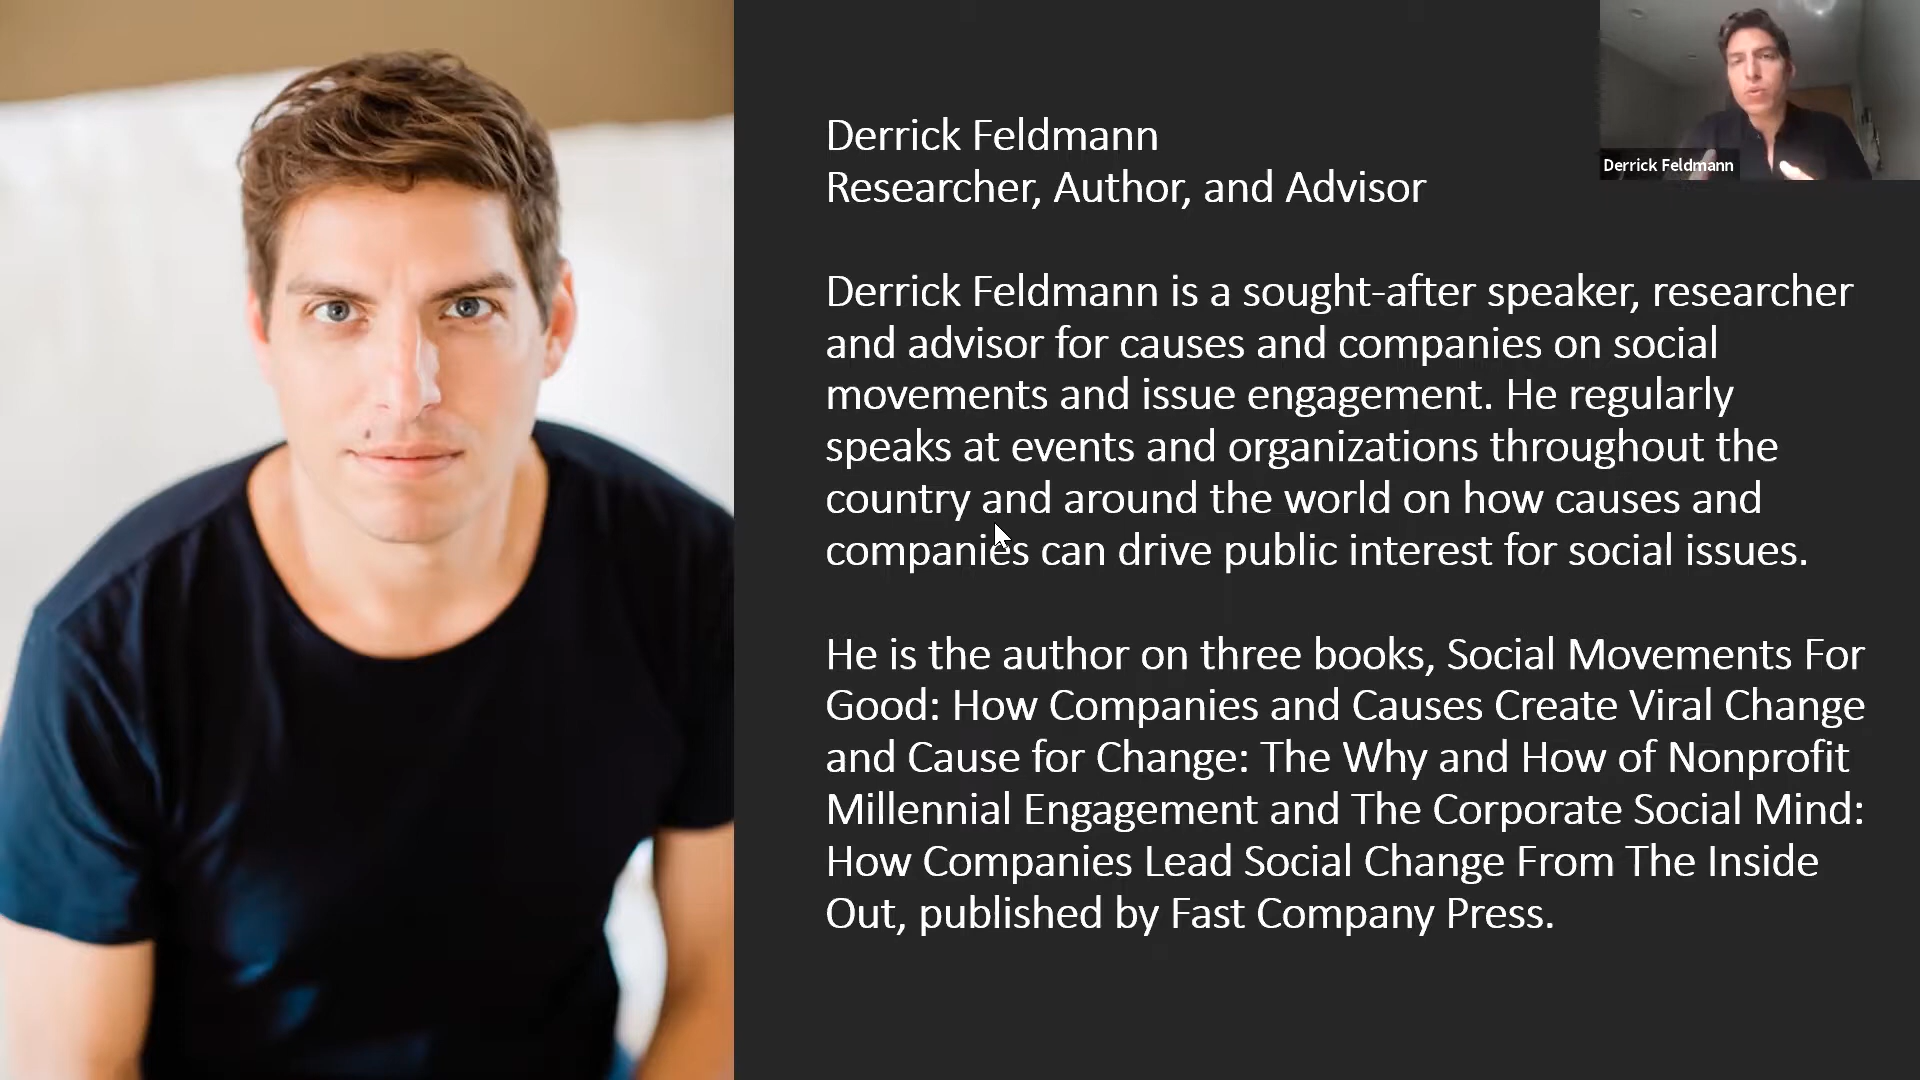 Derrick Feldmann
Researcher, Author, and Advisor
Derrick Feldmann is a sought-after speaker, researcher
and advisor for causes and companies on social
movements and issue engagement. He regularly
speaks at events and organizations throughout the
country and around the world on how causes and
companies can drive public interest for social issues.
He is the author on three books, Social Movements For
Good: How Companies and Causes Create Viral Change
and Cause for Change: The Why and How of Nonprofit
Millennial Engagement and The Corporate Social Mind:
How Companies Lead Social Change From The Inside
Out, published by Fast Company Press.
Derrick Feldmann